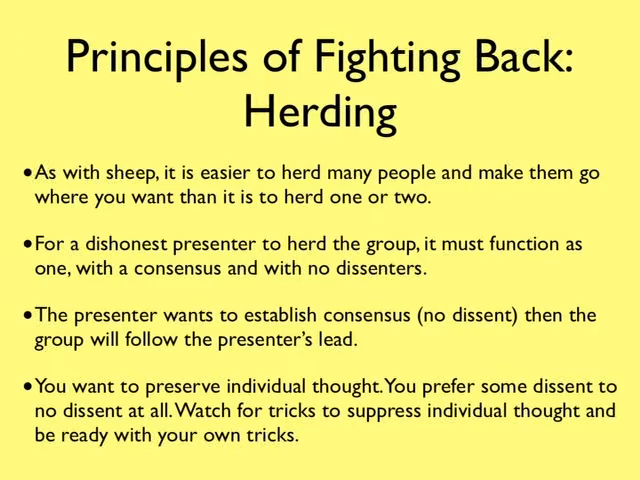 Principles of Fighting Back:
Herding
•As with sheep, it is easier to herd many people and make them go
where you want than it is to herd one or two.
•For a dishonest presenter to herd the group, it must function as
one, with a consensus and with no dissenters.
•The presenter wants to establish consensus (no dissent) then the
group will follow the presenter’s lead.
•You want to preserve individual thought. You prefer some dissent to
no dissent at all. Watch for tricks to suppress individual thought and
be ready with your own tricks.